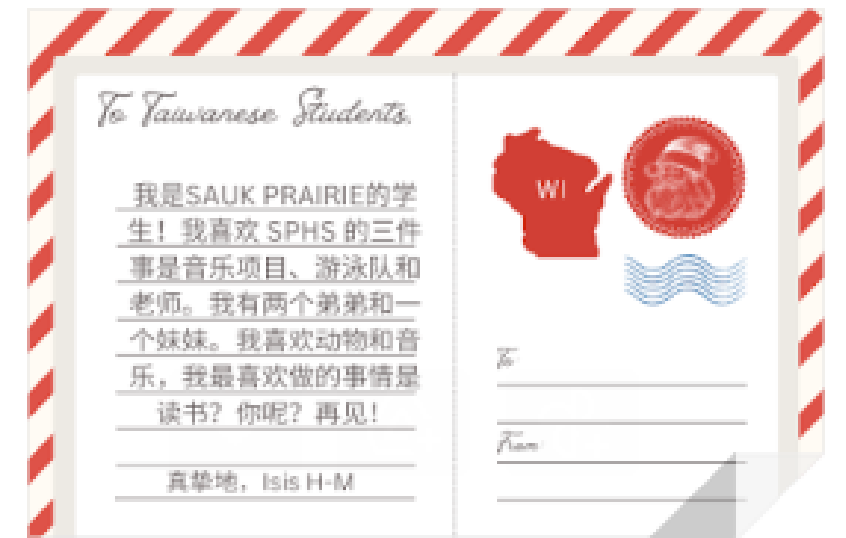 To Taiwanese Students,
我是SAUK PRAIRIE的学
生！我喜欢 SPHS 的三件
事是音乐项目、游泳队和
老师。我有两个弟弟和一
个妹妹。我喜欢动物和音
乐，我最喜欢做的事情是
读书？你呢？再见！
真挚地，Isis H-M
WI
To
From